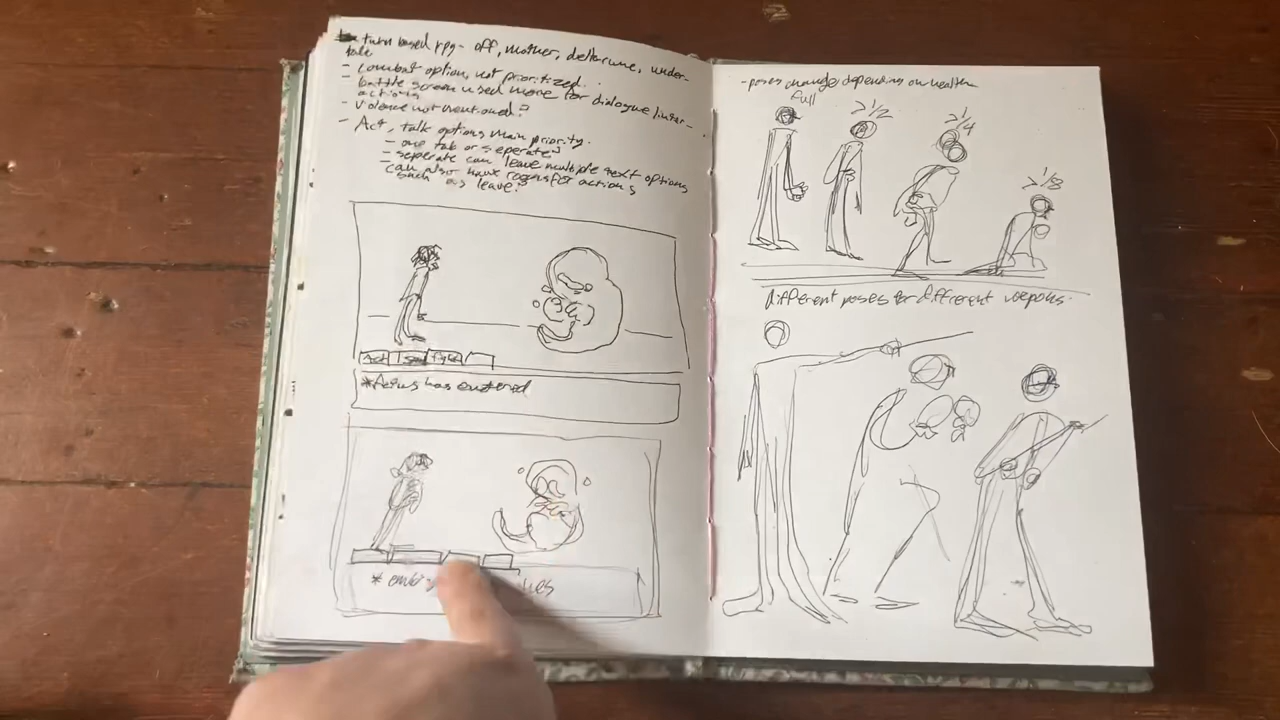 turn based rpg - off, mother, deltarune, under-
tale
- combat option, not prioritized..
- battle screen used more for dialogue/inter-
actions
- violence not mentioned?
- Act, talk options main priority.
- one tab or seperate?
- seperate can leave multiple text options
can also have room for actions
such as leave?
Act
* has entered
*
- poses change depending on health
full
>1/2
>1/4
>1/8
different poses for different weapons.